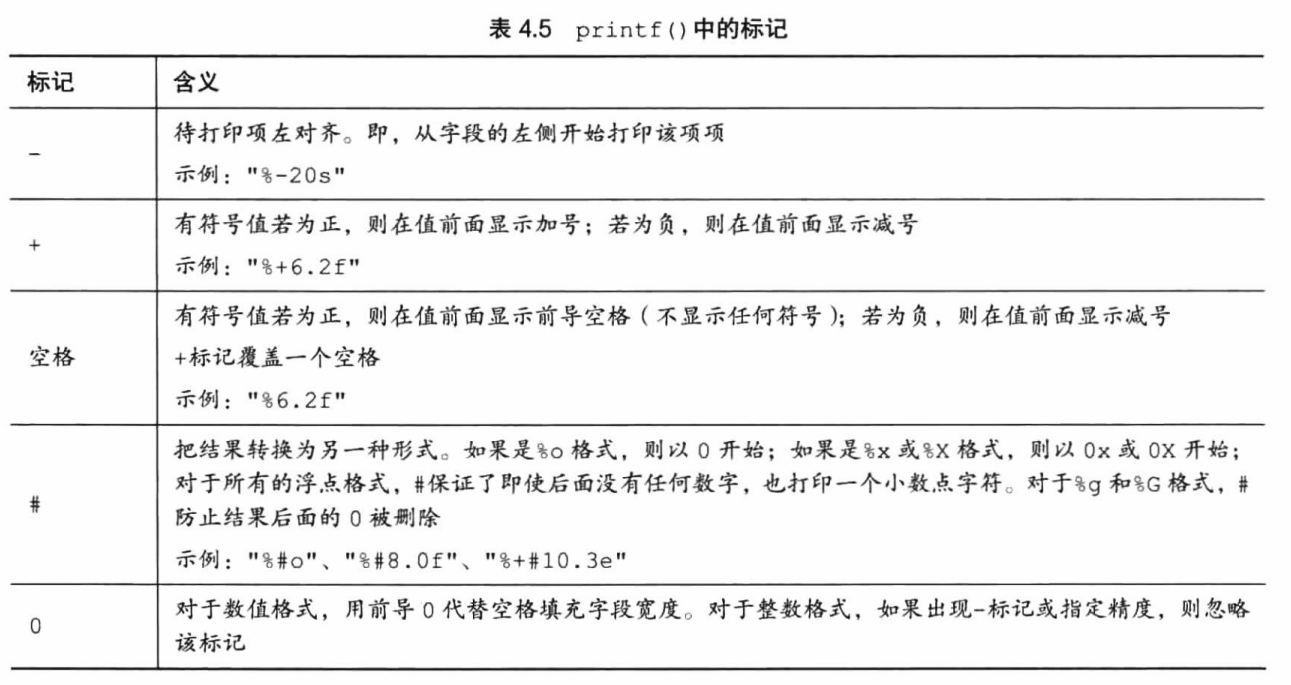 表 4.5 printf()中的标记
标记 含义
- 待打印项左对齐。即，从字段的左侧开始打印该项项
示例："%-20s"
+ 有符号值若为正，则在值前面显示加号；若为负，则在值前面显示减号
示例："%+6.2f"
有符号值若为正，则在值前面显示前导空格（不显示任何符号）；若为负，则在值前面显示减号
空格 +标记覆盖一个空格
示例："%6.2f"
把结果转换为另一种形式。如果是%o 格式，则以 0 开始；如果是%x 或%X 格式，则以 0x 或 0X 开始；
# 对于所有的浮点格式，#保证了即使后面没有任何数字，也打印一个小数点字符。对于%g 和%G 格式，#
防止结果后面的 0 被删除
示例："%#o"、"%#8.0f"、"%+#10.3e"
0 对于数值格式，用前导 0 代替空格填充字段宽度。对于整数格式，如果出现-标记或指定精度，则忽略
该标记